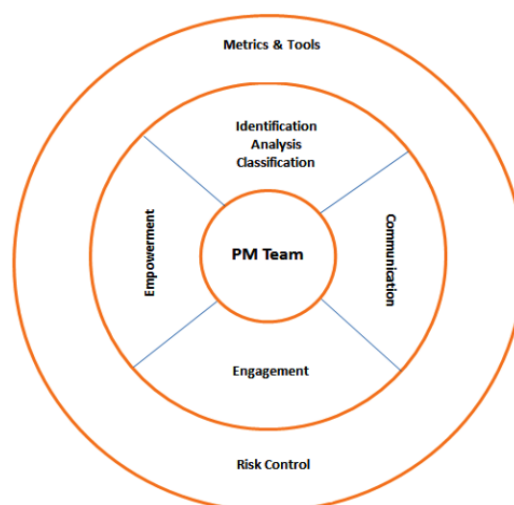 Metrics & Tools
Identification
Analysis
Classification
Empowerment
PM Team
Communication
Engagement
Risk Control